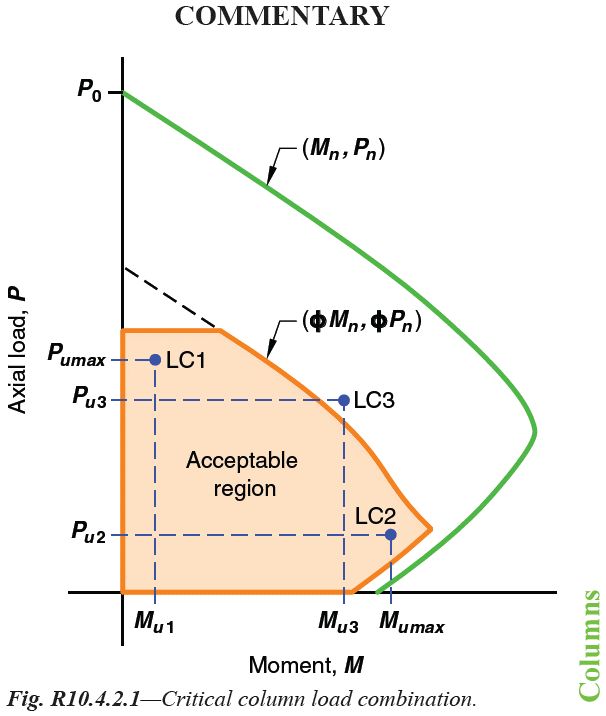 COMMENTARY
P0
(Mn, Pn)
(ϕMn, ϕPn)
Pumax
LC1
Pu3
LC3
Axial load, P
Acceptable
region
LC2
Pu2
Mu1
Mu3
Mumax
Moment, M
Columns
Fig. R10.4.2.1—Critical column load combination.